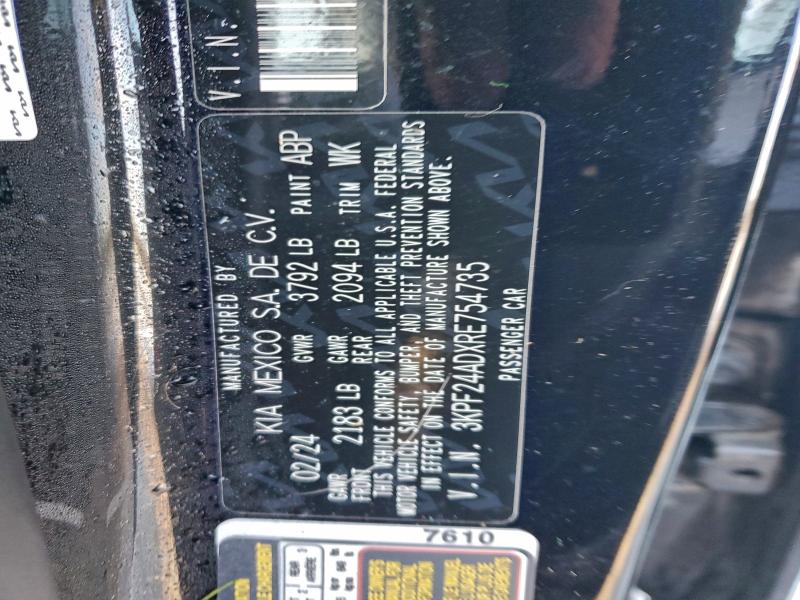 V.I.N.
MANUFACTURED BY
KIA MEXICO S.A. DE C.V.
02/24 GVWR 3792 LB PAINT ABP
GAWR FRONT 2183 LB GAWR REAR 2094 LB TRIM WK
THIS VEHICLE CONFORMS TO ALL APPLICABLE U.S.A. FEDERAL
MOTOR VEHICLE SAFETY, BUMPER, AND THEFT PREVENTION STANDARDS
IN EFFECT ON THE DATE OF MANUFACTURE SHOWN ABOVE.
V.I.N. 3KPF24ADXRE754735
PASSENGER CAR
7610